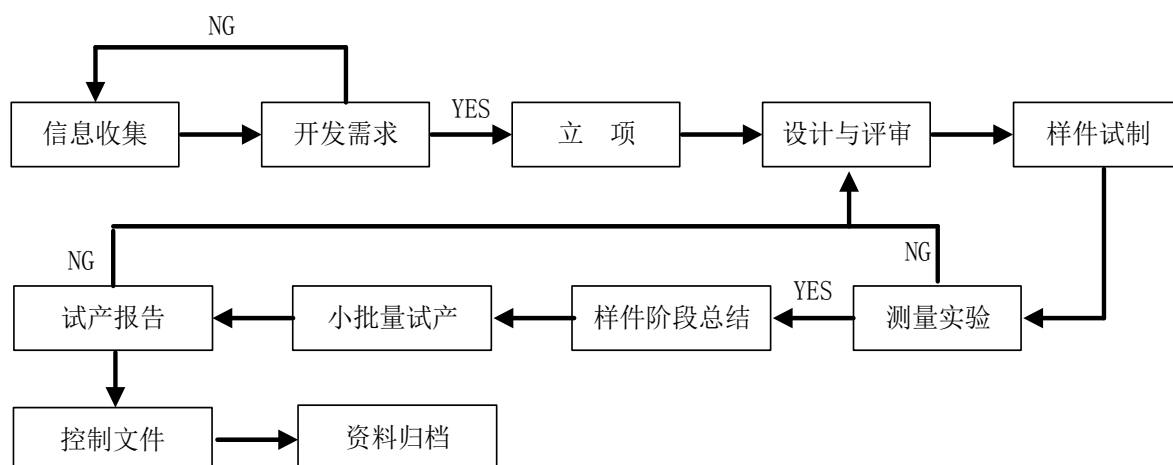 NG
信息收集
开发需求
YES
立 项
设计与评审
样件试制
NG
NG
试产报告
小批量试产
样件阶段总结
YES
测量实验
控制文件
资料归档